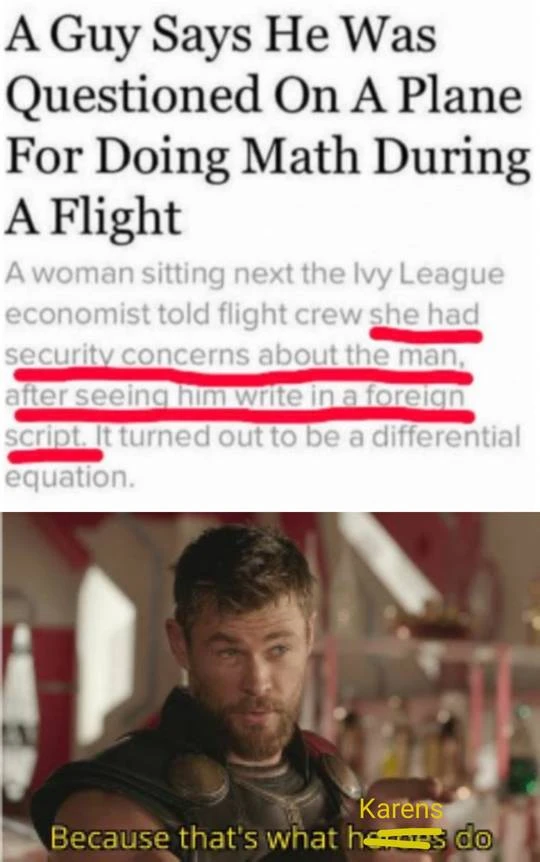 A Guy Says He Was
Questioned On A Plane
For Doing Math During
A Flight
A woman sitting next the Ivy League
economist told flight crew she had
security concerns about the man,
after seeing him write in a foreign
script. It turned out to be a differential
equation.
Karens
Because that's what heroes do